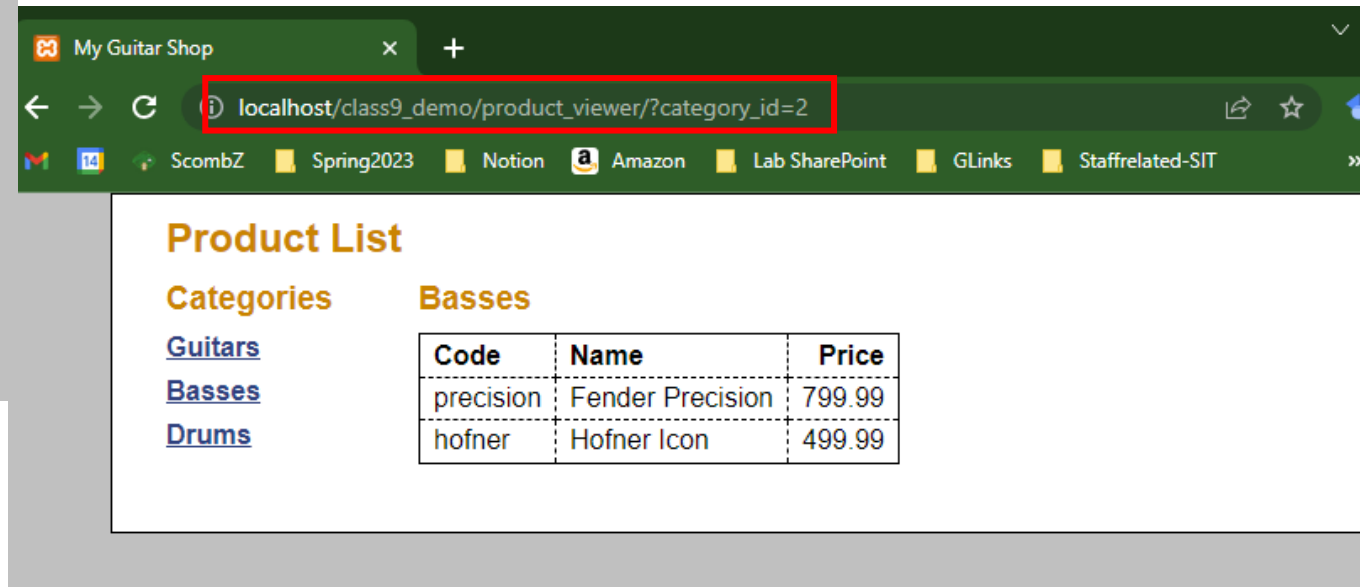 My Guitar Shop
localhost/class9_demo/product_viewer/?category_id=2
14 ScombZ Spring2023 Notion a Amazon Lab SharePoint GLinks Staffrelated-SIT »
Product List
Categories Basses
Guitars
Basses
Drums
Code Name Price
precision Fender Precision 799.99
hofner Hofner Icon 499.99